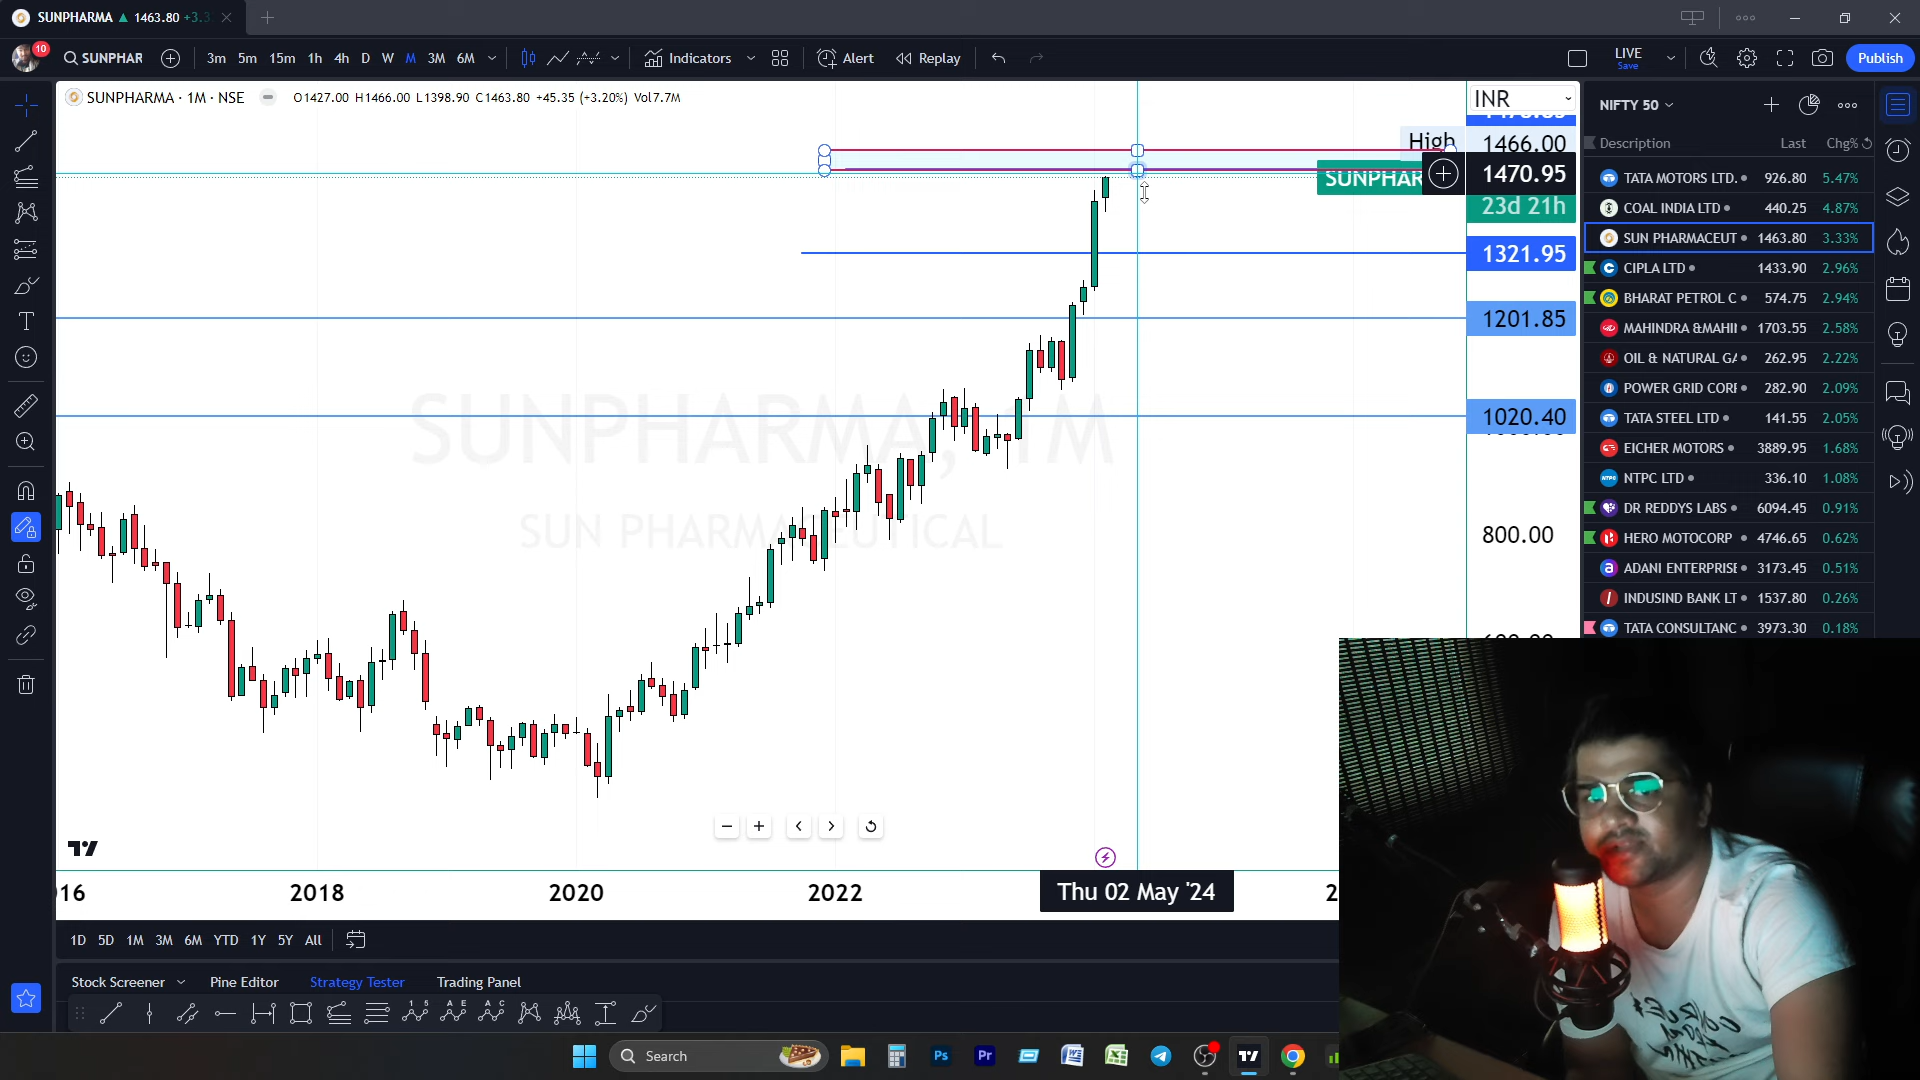 SUNPHARMA ▲ 1463.80 +3.3
10
SUNPHAR
3m 5m 15m 1h 4h D W M 3M 6M
Indicators
Alert
Replay
LIVE
Save
Publish
SUNPHARMA · 1M · NSE
O1427.00 H1466.00 L1398.90 C1463.80 +45.35 (+3.20%) Vol7.7M
INR
High
1466.00
1470.95
SUNPHAR
23d 21h
1321.95
1201.85
1020.40
800.00
SUNPHARMA, 1M
SUN PHARMACEUTICAL
2018
2020
2022
Thu 02 May '24
1D 5D 1M 3M 6M YTD 1Y 5Y All
Stock Screener
Pine Editor
Strategy Tester
Trading Panel
NIFTY 50
Description Last Chg%
TATA MOTORS LTD. 926.80 5.47%
COAL INDIA LTD 440.25 4.87%
SUN PHARMACEUT 1463.80 3.33%
CIPLA LTD 1433.90 2.96%
BHARAT PETROL C 574.75 2.94%
MAHINDRA &MAHI 1703.55 2.58%
OIL & NATURAL GA 262.95 2.22%
POWER GRID CORP 282.90 2.09%
TATA STEEL LTD 141.55 2.05%
EICHER MOTORS 3889.95 1.68%
NTPC LTD 336.10 1.08%
DR REDDYS LABS 6094.45 0.91%
HERO MOTOCORP 4746.65 0.62%
ADANI ENTERPRISE 3173.45 0.51%
INDUSIND BANK LT 1537.80 0.26%
TATA CONSULTANC 3973.30 0.18%
Search